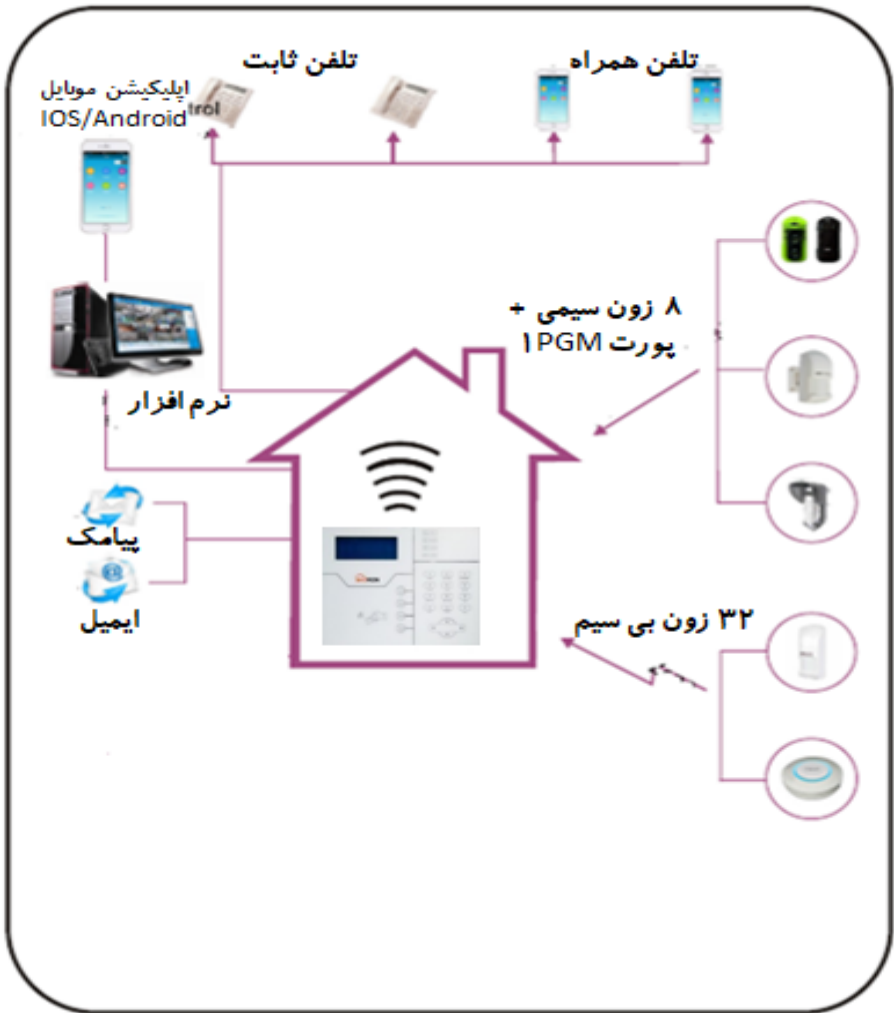 تلفن همراه
تلفن ثابت
اپلیکیشن موبایل
IOS/Android
trol
۸ زون سیمی +
پورت ۱PGM
نرم افزار
پیامک
ایمیل
۳۲ زون بی سیم